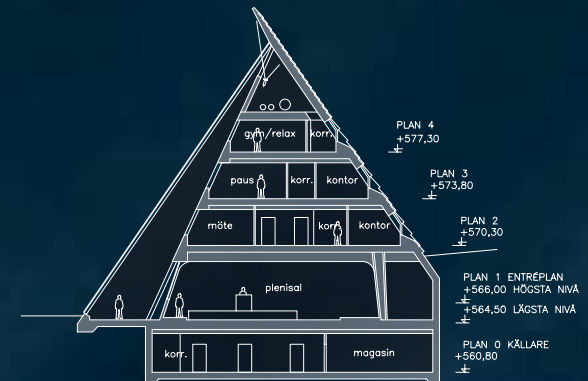 gym/relax korr.
PLAN 4
+577,30
paus korr. kontor
PLAN 3
+573,80
möte korr. kontor
PLAN 2
+570,30
plenisal
PLAN 1 ENTRÉPLAN
+566,00 HÖGSTA NIVÅ
+564,50 LÄGSTA NIVÅ
korr. magasin
PLAN 0 KÄLLARE
+560,80